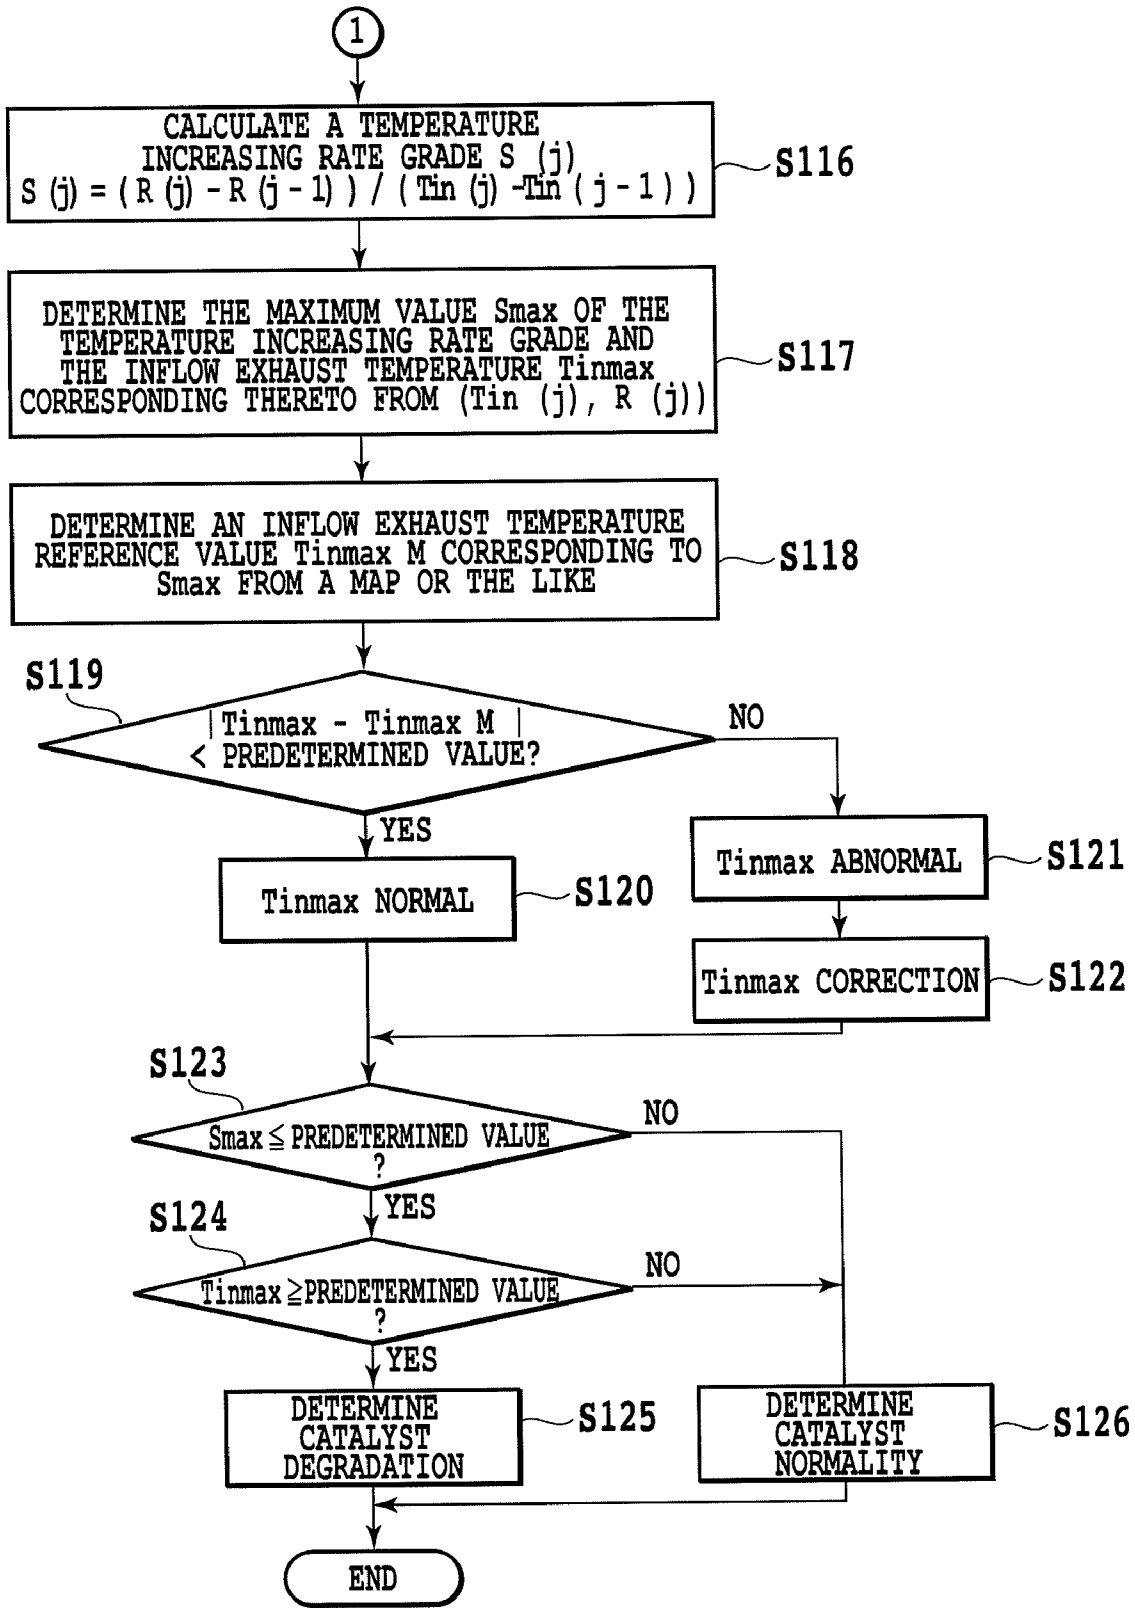 1
CALCULATE A TEMPERATURE
INCREASING RATE GRADE S (j)
S (j) = ( R (j) - R (j - 1) ) / ( Tin (j) -Tin ( j - 1 ) )
S116
DETERMINE THE MAXIMUM VALUE Smax OF THE
TEMPERATURE INCREASING RATE GRADE AND
THE INFLOW EXHAUST TEMPERATURE Tinmax
CORRESPONDING THERETO FROM (Tin (j), R (j))
S117
DETERMINE AN INFLOW EXHAUST TEMPERATURE
REFERENCE VALUE Tinmax M CORRESPONDING TO
Smax FROM A MAP OR THE LIKE
S118
S119
| Tinmax - Tinmax M |
< PREDETERMINED VALUE?
NO
YES
Tinmax NORMAL
S120
Tinmax ABNORMAL
S121
Tinmax CORRECTION
S122
S123
Smax ≦ PREDETERMINED VALUE
?
NO
YES
S124
Tinmax ≧ PREDETERMINED VALUE
?
NO
YES
DETERMINE
CATALYST
DEGRADATION
S125
DETERMINE
CATALYST
NORMALITY
S126
END